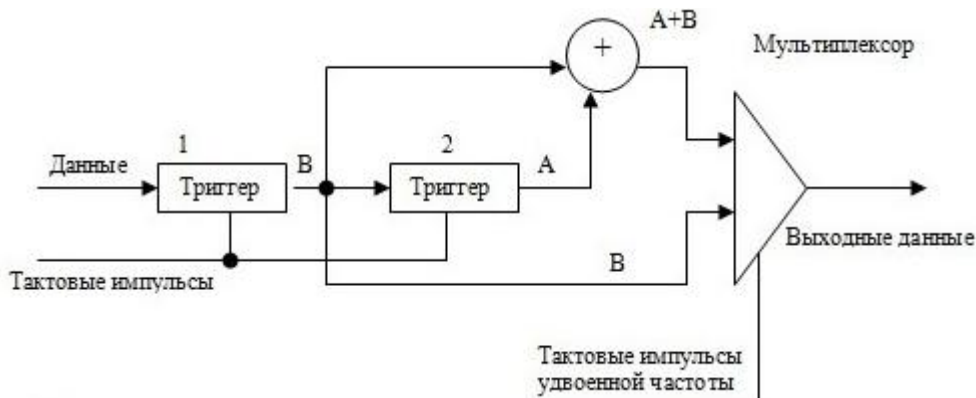 A+B
+
Мультиплексор
1
2
Данные
B
A
Триггер
Триггер
Выходные данные
B
Тактовые импульсы
Тактовые импульсы
удвоенной частоты